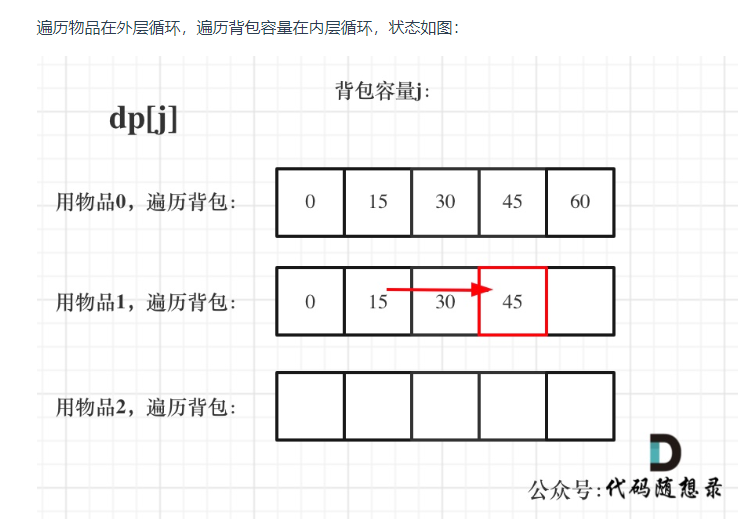 遍历物品在外层循环，遍历背包容量在内层循环，状态如图：
背包容量j：
dp[j]
用物品0，遍历背包： 0 15 30 45 60
用物品1，遍历背包： 0 15 30 45
用物品2，遍历背包：
D
公众号:代码随想录